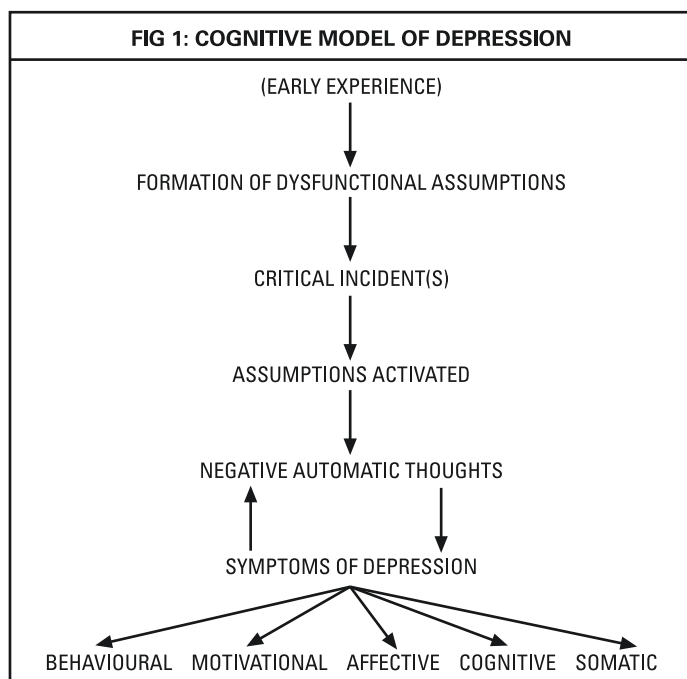 FIG 1: COGNITIVE MODEL OF DEPRESSION
(EARLY EXPERIENCE)
FORMATION OF DYSFUNCTIONAL ASSUMPTIONS
CRITICAL INCIDENT(S)
ASSUMPTIONS ACTIVATED
NEGATIVE AUTOMATIC THOUGHTS
SYMPTOMS OF DEPRESSION
BEHAVIOURAL MOTIVATIONAL AFFECTIVE COGNITIVE SOMATIC